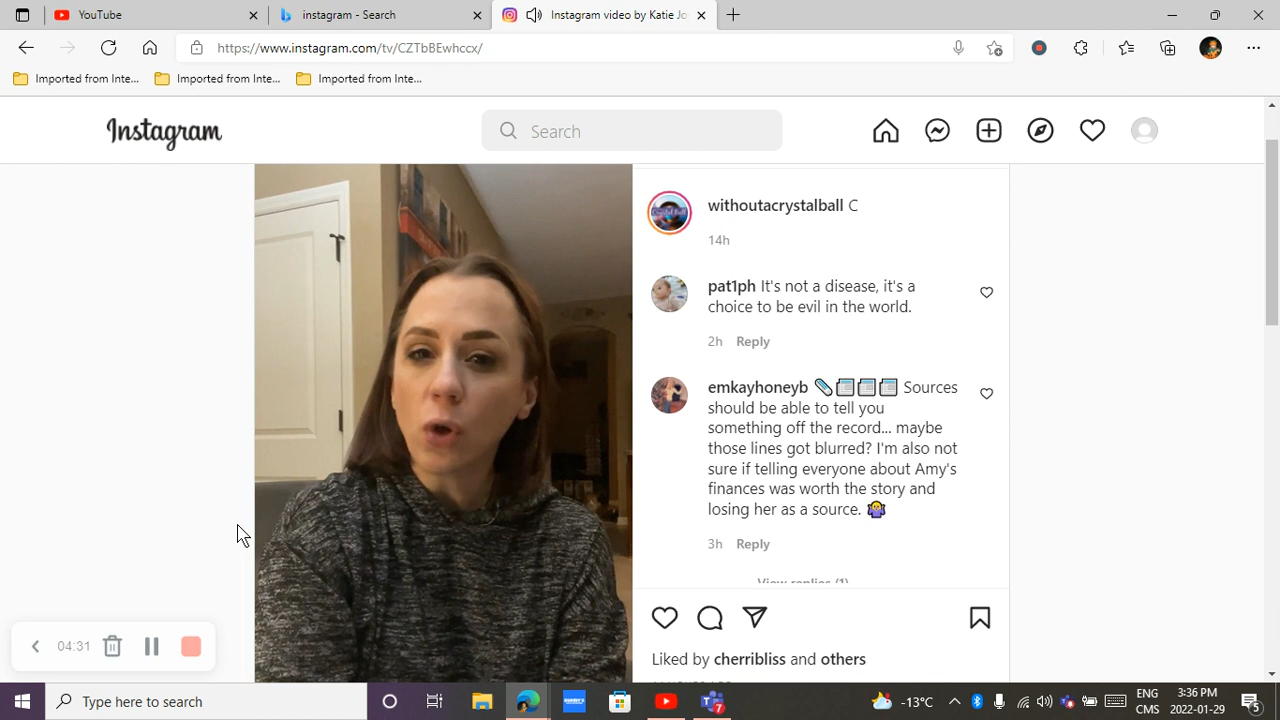 YouTube
instagram - Search
Instagram video by Katie Jo
https://www.instagram.com/tv/CZTbBEwhccx/
Imported from Inte...
Imported from Inte...
Imported from Inte...
Instagram
Search
withoutacrystalball C
14h
pat1ph It's not a disease, it's a
choice to be evil in the world.
2h Reply
emkayhoneyb 📎📰📰📰 Sources
should be able to tell you
something off the record... maybe
those lines got blurred? I'm also not
sure if telling everyone about Amy's
finances was worth the story and
losing her as a source. 🤷‍♀️
3h Reply
View replies (1)
Liked by cherribliss and others
04:31
Type here to search
7
-13°C
ENG
CMS
3:36 PM
2022-01-29
5